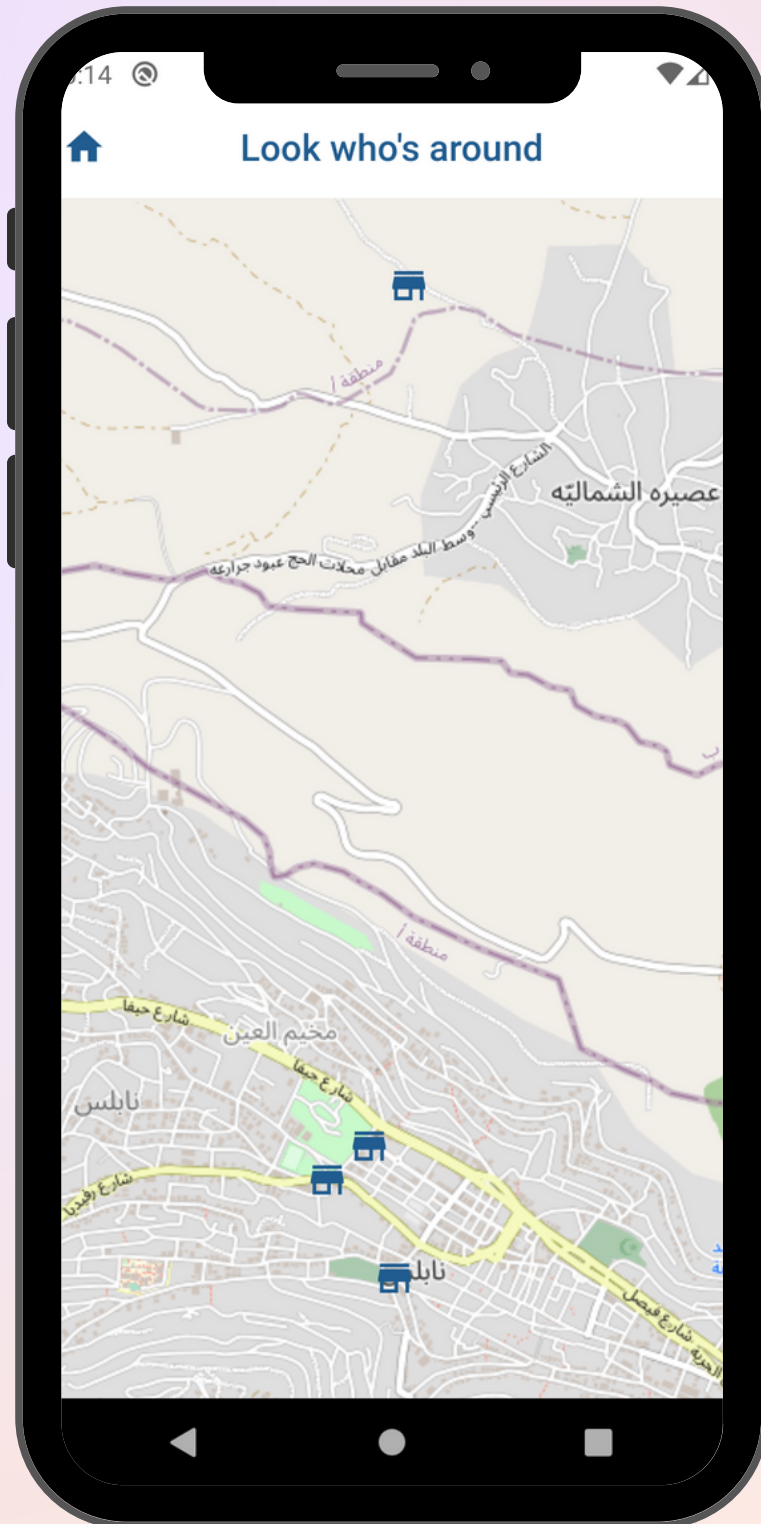 :14
Look who's around
منطقة أ
عصيره الشماليّه
الشارع الرئيسي -- وسط البلد مقابل محلات الحج عبود جرارعه
ب
منطقة أ
شارع حيفا
مخيم العين
شارع حيفا
نابلس
شارع رفيديا
شارع فيصل